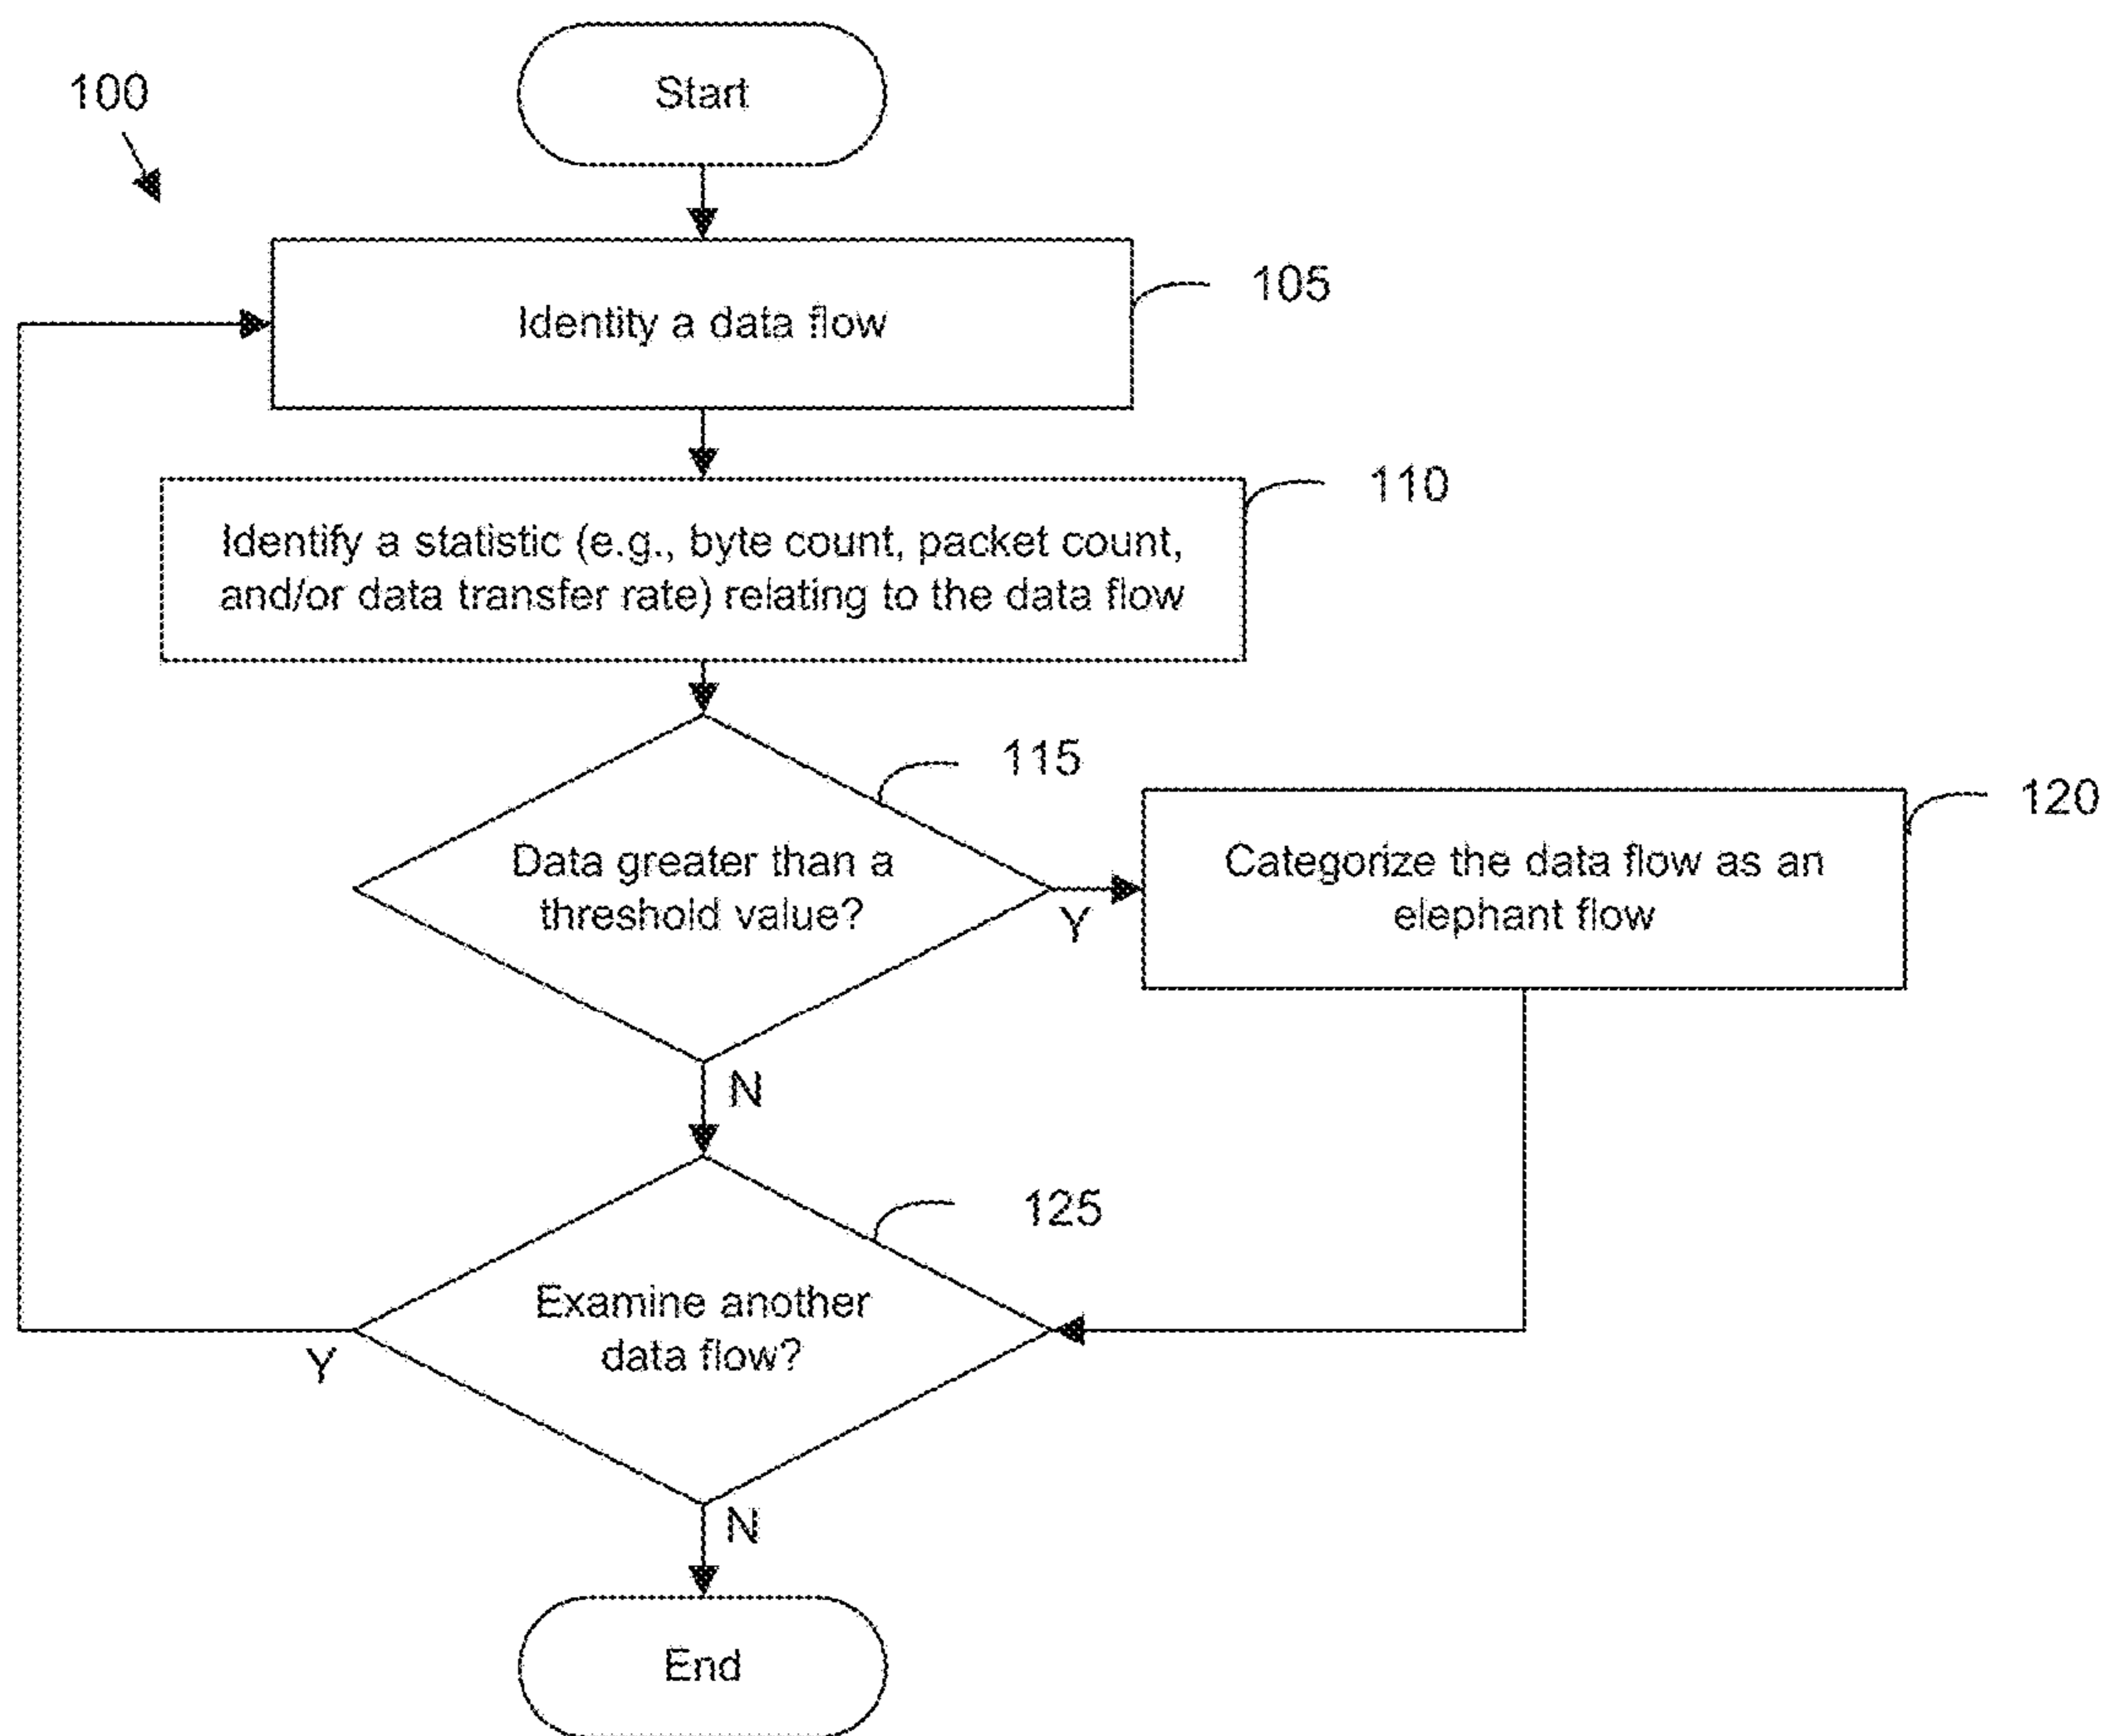 100
Start
Identity a data flow
105
Identify a statistic (e.g., byte count, packet count,
and/or data transfer rate) relating to the data flow
110
Data greater than a
threshold value?
115
Y
Categorize the data flow as an
elephant flow
120
N
Examine another
data flow?
125
Y
N
End